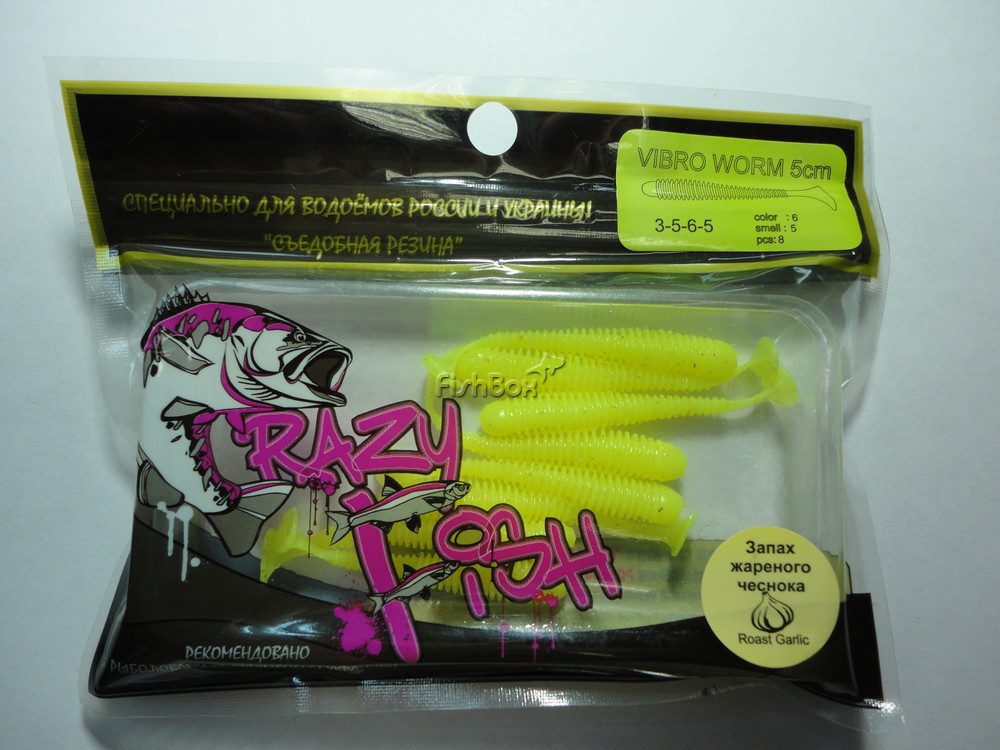 VIBRO WORM 5cm
3-5-6-5
color : 6
smell : 5
pcs: 8
СПЕЦИАЛЬНО ДЛЯ ВОДОЁМОВ РОССИИ И УКРАИНЫ!
"СЪЕДОБНАЯ РЕЗИНА"
FishBox
CRAZY
FISH
Запах
жареного
чеснока
Roast Garlic
РЕКОМЕНДОВАНО